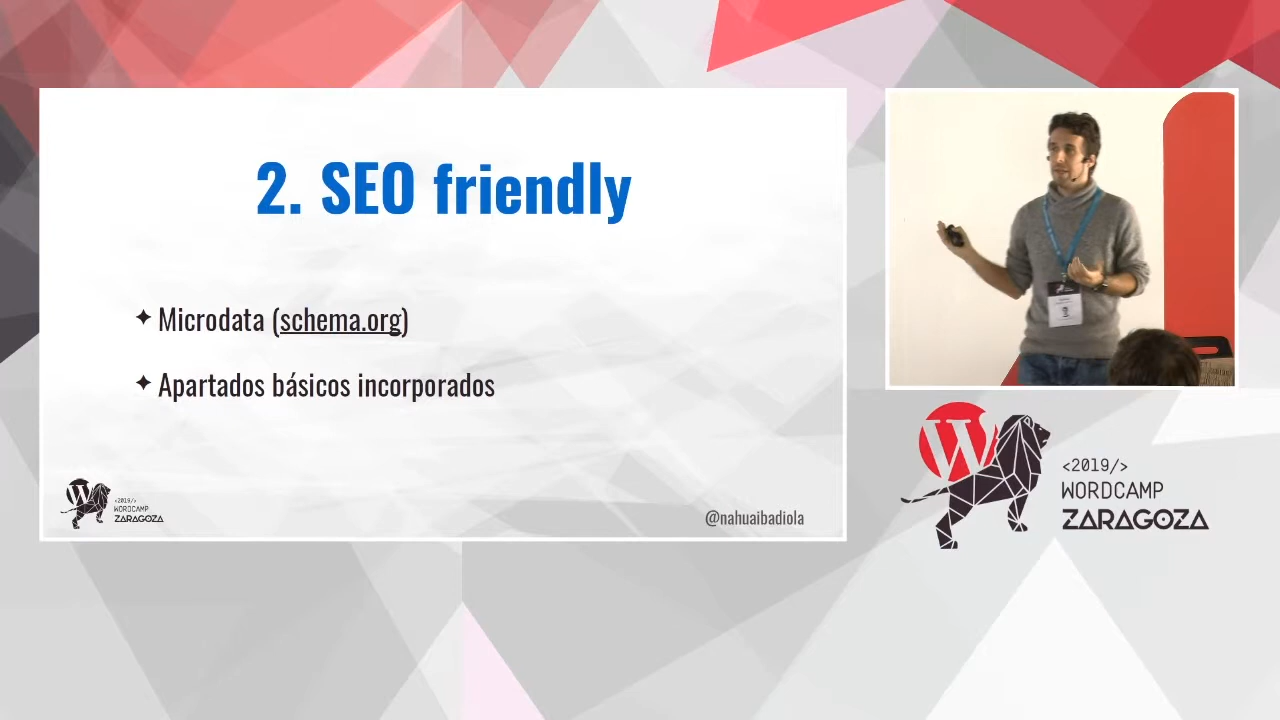 2. SEO friendly
✦ Microdata (schema.org)
✦ Apartados básicos incorporados
<2019/>
WORDCAMP
ZARAGOZA
@nahuaibadiola
W
<2019/>
WORDCAMP
ZARAGOZA